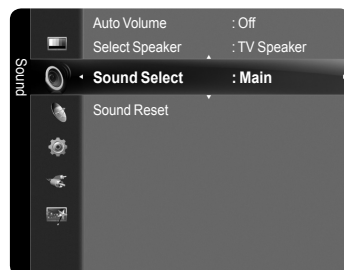 Sound
Auto Volume : Off
Select Speaker : TV Speaker
Sound Select : Main
Sound Reset